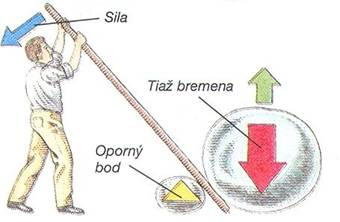 Sila
Tiaž bremena
Oporný
bod